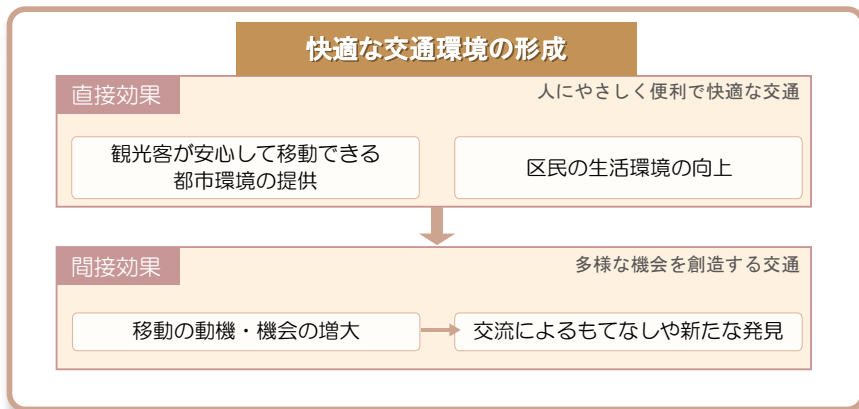 快適な交通環境の形成
直接効果
人にやさしく便利で快適な交通
観光客が安心して移動できる
都市環境の提供
区民の生活環境の向上
間接効果
多様な機会を創造する交通
移動の動機・機会の増大
交流によるもてなしや新たな発見